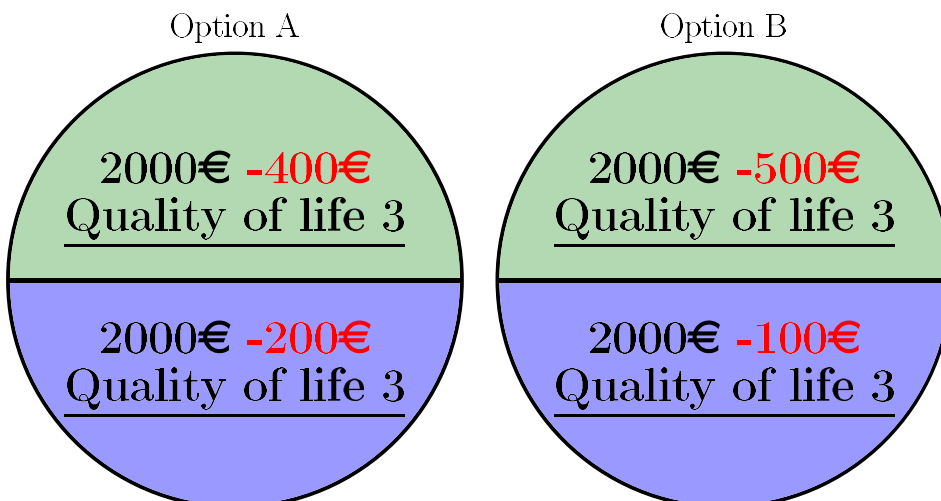 Option A
2000€ -400€
Quality of life 3
2000€ -200€
Quality of life 3
Option B
2000€ -500€
Quality of life 3
2000€ -100€
Quality of life 3